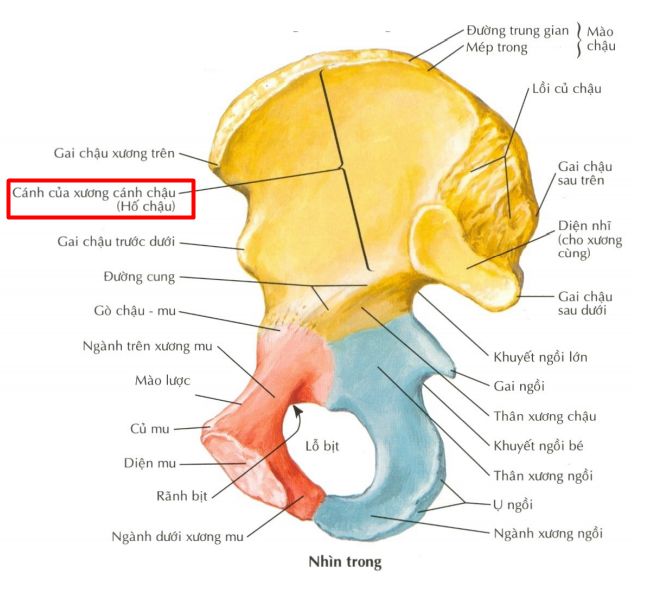 Đường trung gian
Mép trong
Mào
chậu
Lồi củ chậu
Gai chậu xương trên
Gai chậu
sau trên
Cánh của xương cánh chậu
(Hố chậu)
Diện nhĩ
(cho xương
cùng)
Gai chậu trước dưới
Đường cung
Gai chậu
sau dưới
Gò chậu - mu
Ngành trên xương mu
Khuyết ngồi lớn
Mào lược
Gai ngồi
Thân xương chậu
Củ mu
Lỗ bịt
Khuyết ngồi bé
Diện mu
Thân xương ngồi
Rãnh bịt
Ụ ngồi
Ngành dưới xương mu
Ngành xương ngồi
Nhìn trong